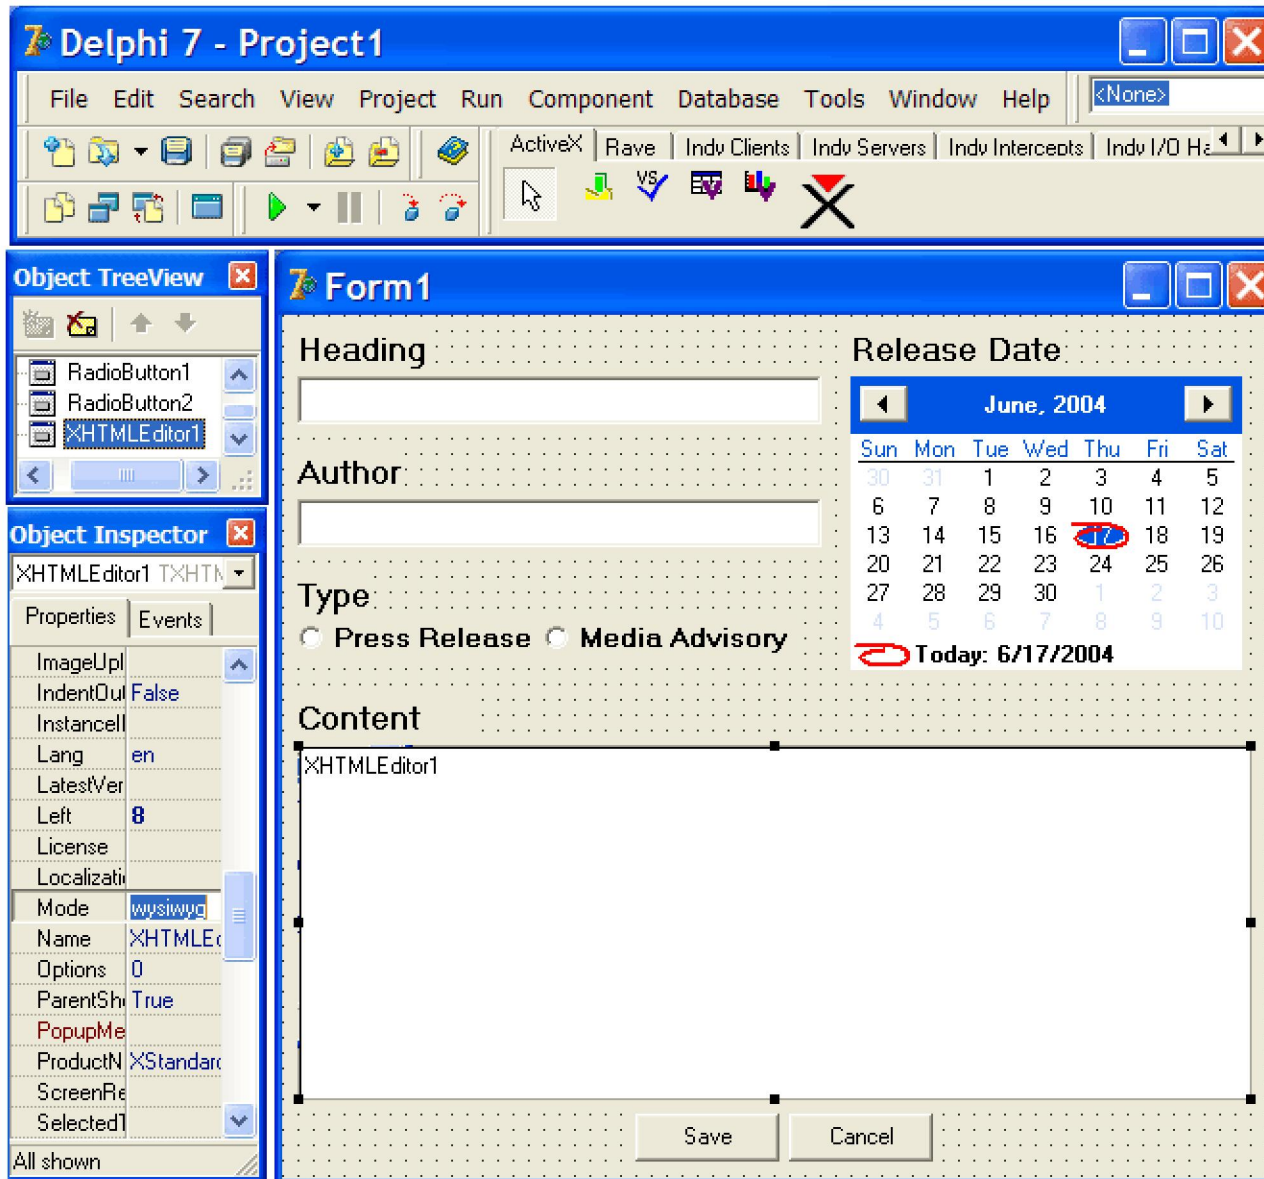 Delphi 7 - Project1
File Edit Search View Project Run Component Database Tools Window Help <None>
ActiveX Rave Indy Clients Indy Servers Indy Intercepts Indy I/O Ha
VS
Object TreeView
RadioButton1
RadioButton2
XHTMLEditor1
Object Inspector
XHTMLEditor1 TXHTM
Properties Events
ImageUpl
IndentOut False
InstanceI
Lang en
LatestVer
Left 8
License
Localizati
Mode wysiwyg
Name XHTMLEd
Options 0
ParentSh True
PopupMe
ProductN XStandard
ScreenRe
SelectedT
All shown
Form1
Heading
Author
Type
Press Release Media Advisory
Release Date
June, 2004
Sun Mon Tue Wed Thu Fri Sat
30 31 1 2 3 4 5
6 7 8 9 10 11 12
13 14 15 16 17 18 19
20 21 22 23 24 25 26
27 28 29 30 1 2 3
4 5 6 7 8 9 10
Today: 6/17/2004
Content
XHTMLEditor1
Save Cancel